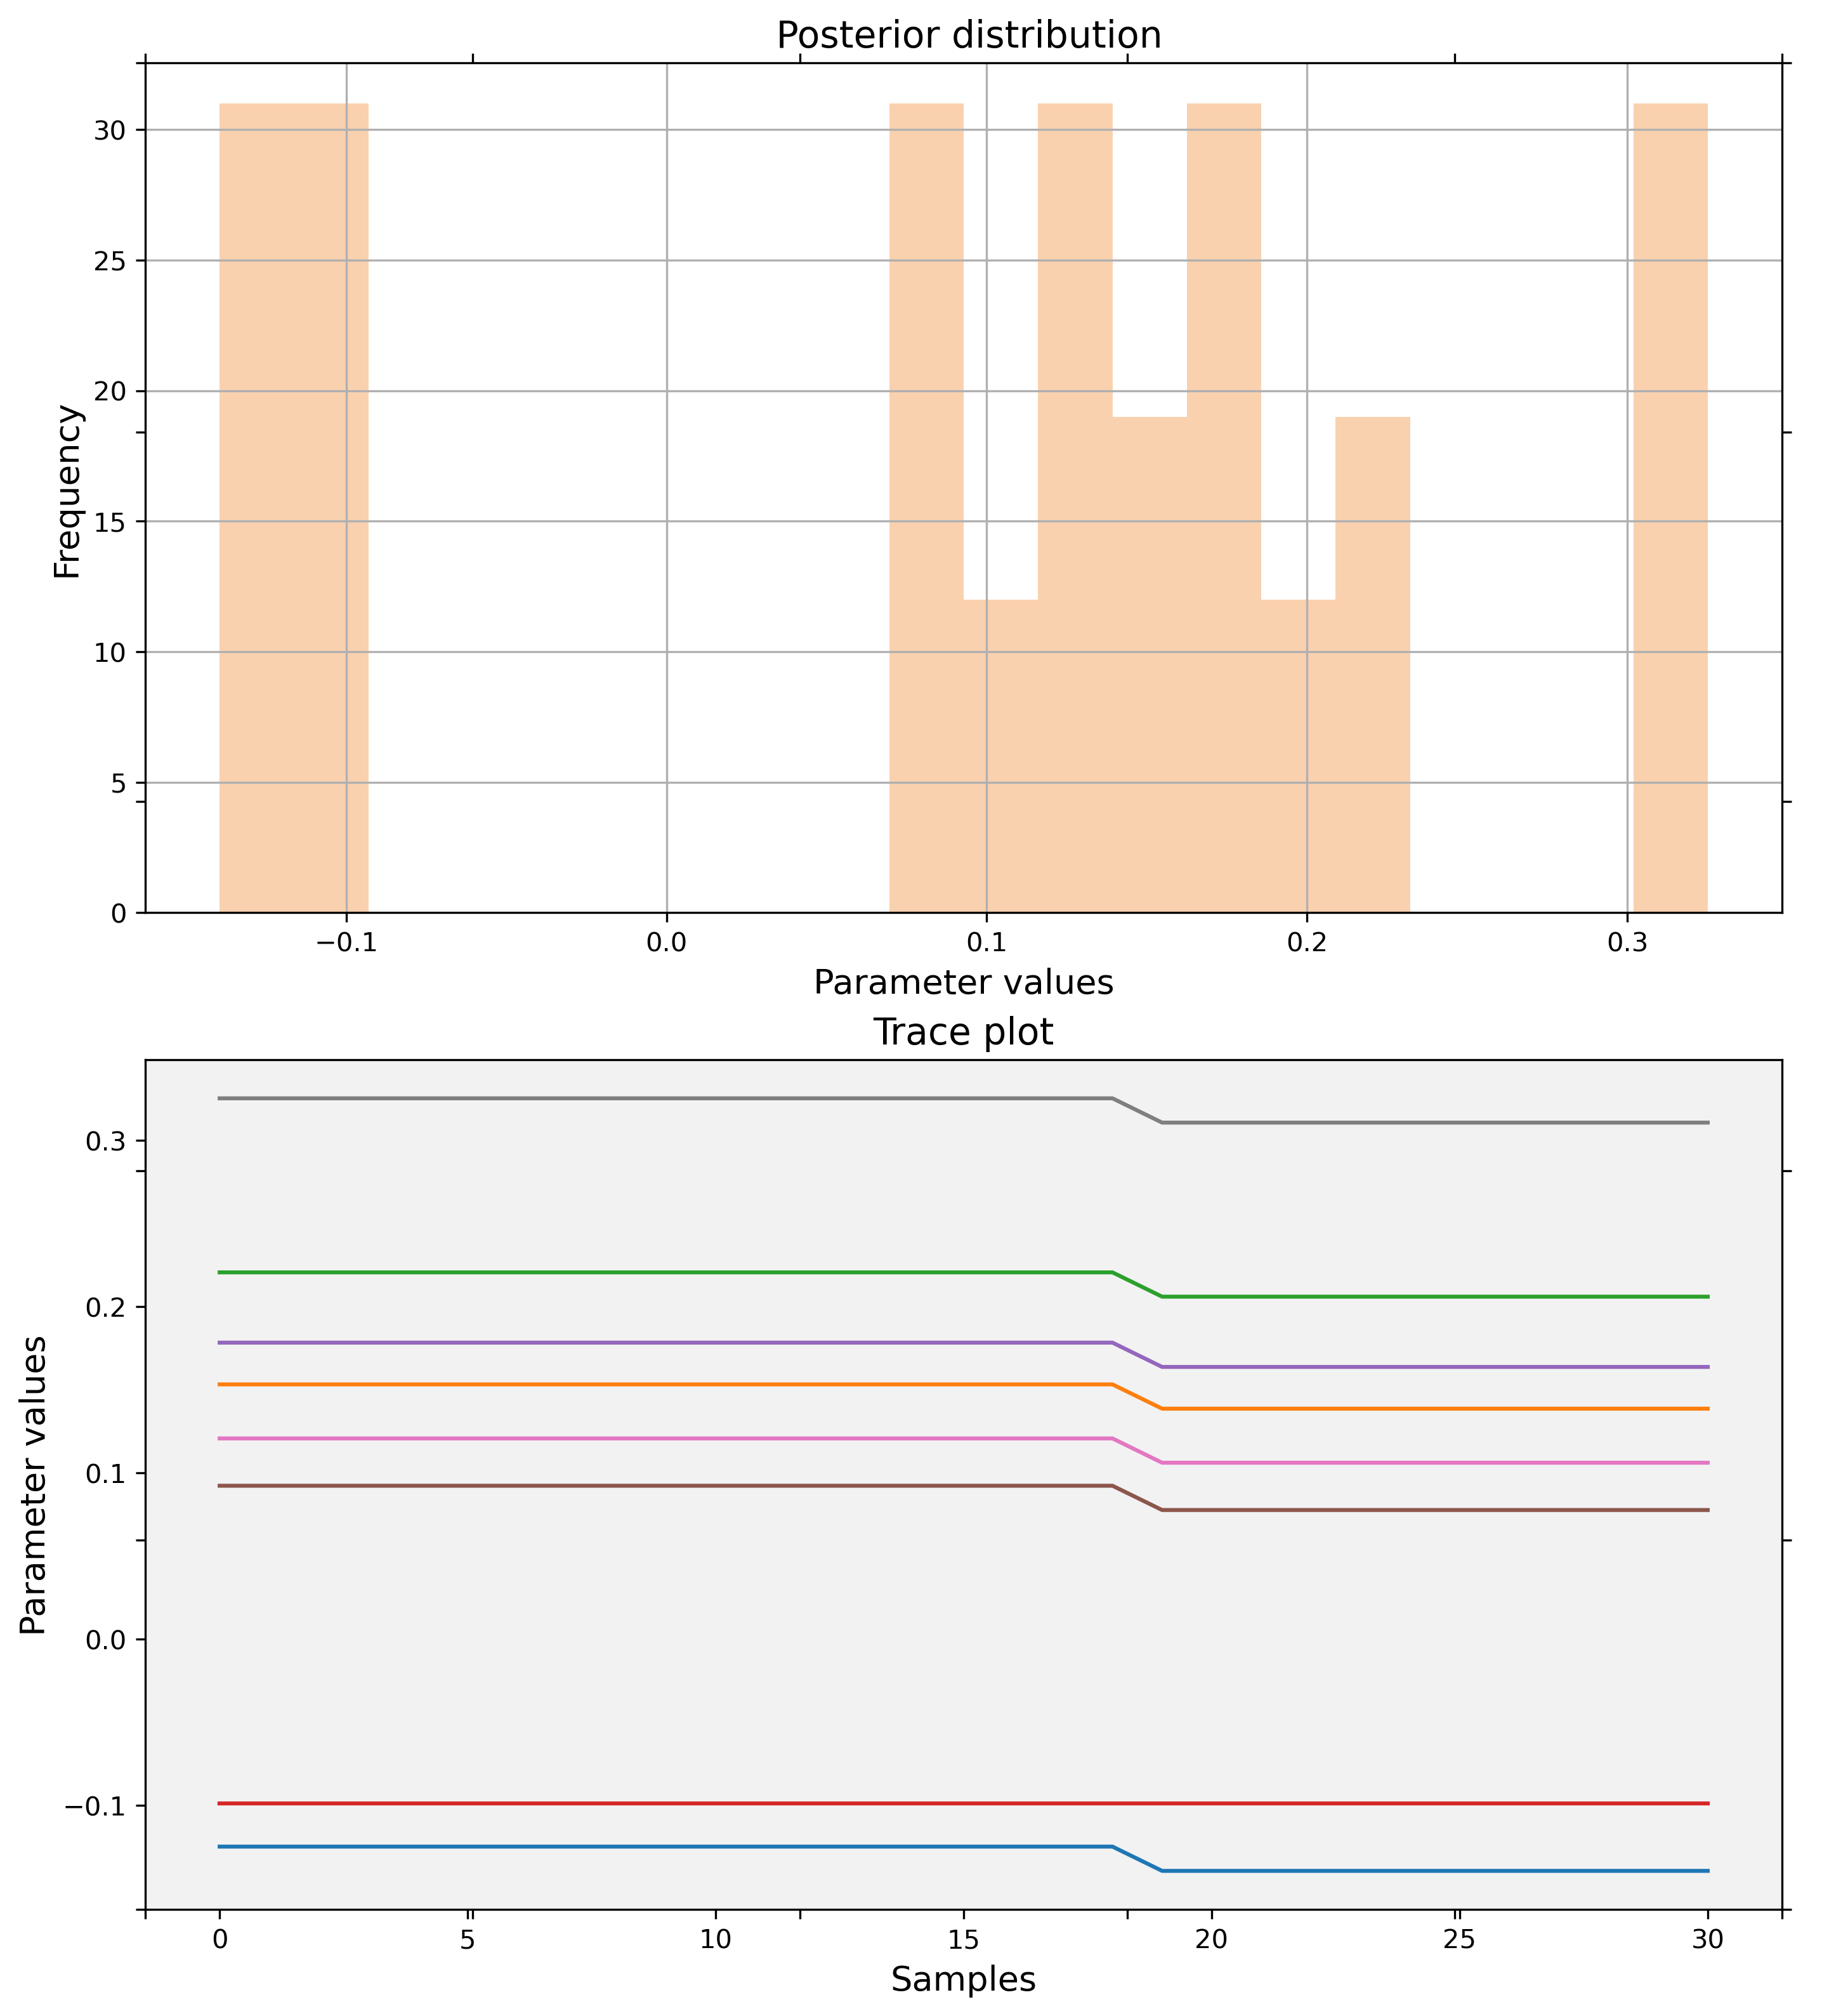 Posterior distribution
30
25
20
15
10
5
0
Frequency
−0.1 0.0 0.1 0.2 0.3
Parameter values
Trace plot
0.3
0.2
0.1
0.0
−0.1
Parameter values
0 5 10 15 20 25 30
Samples